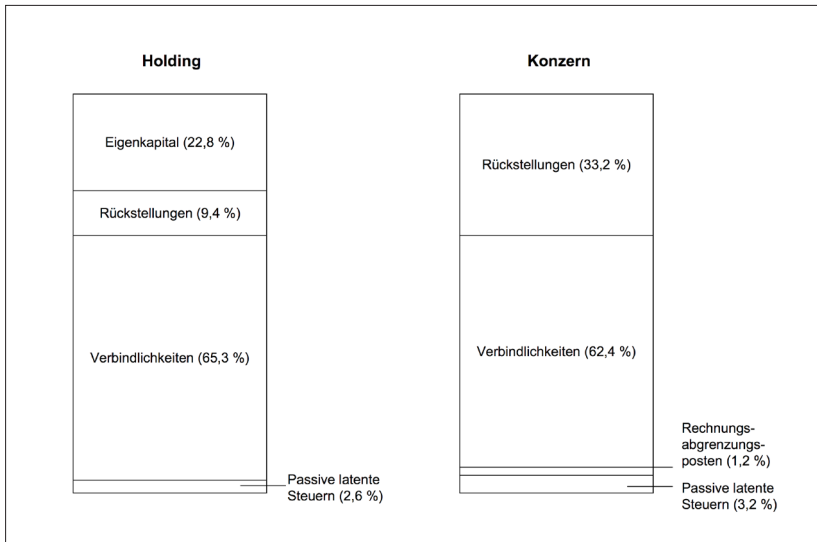 Holding
Eigenkapital (22,8 %)
Rückstellungen (9,4 %)
Verbindlichkeiten (65,3 %)
Passive latente
Steuern (2,6 %)
Konzern
Rückstellungen (33,2 %)
Verbindlichkeiten (62,4 %)
Rechnungs-
abgrenzungs-
posten (1,2 %)
Passive latente
Steuern (3,2 %)